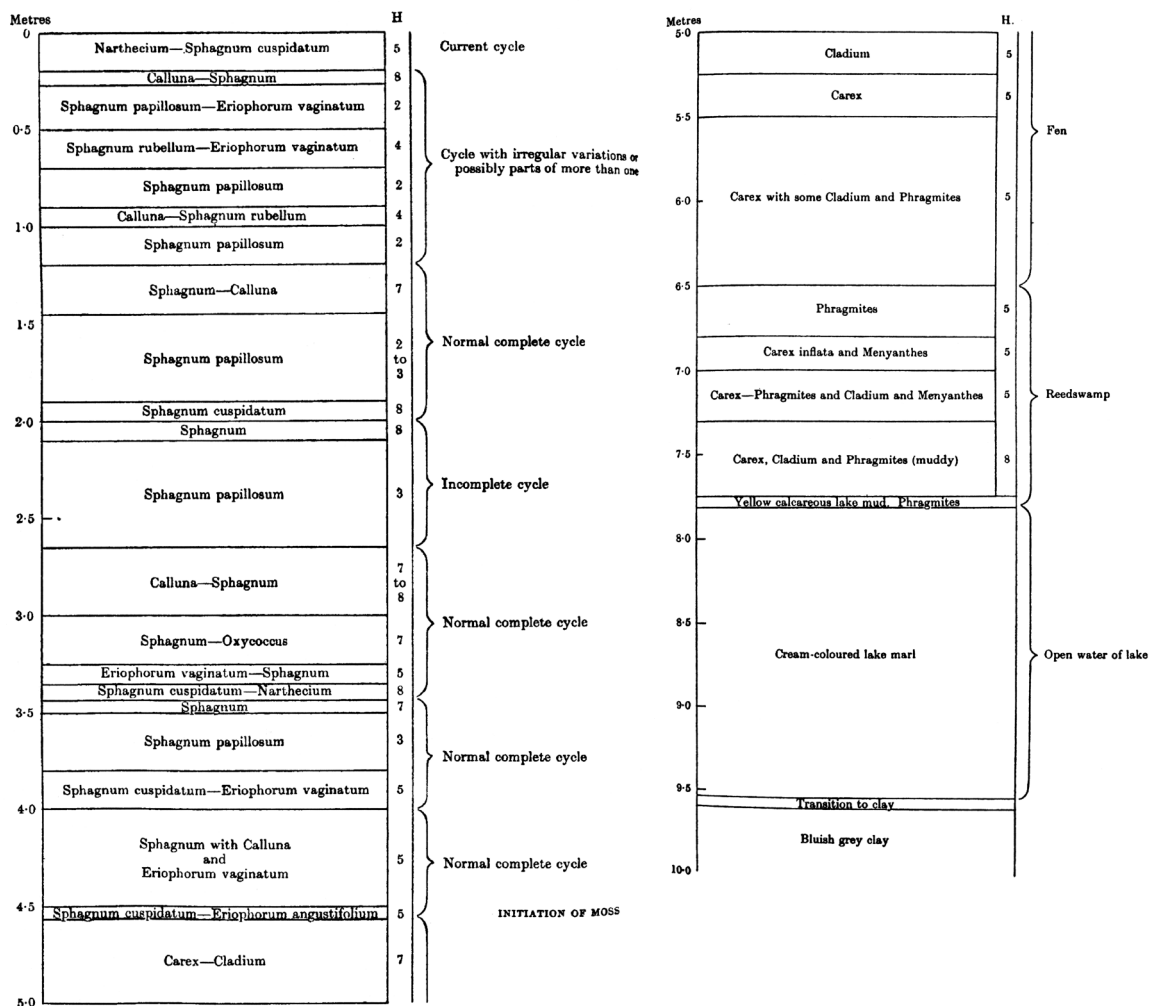 Metres
H
0
Narthecium—Sphagnum cuspidatum
5
Current cycle
Calluna—Sphagnum
8
Sphagnum papillosum—Eriophorum vaginatum
2
0·5
Sphagnum rubellum—Eriophorum vaginatum
4
Cycle with irregular variations or
possibly parts of more than one
Sphagnum papillosum
2
Calluna—Sphagnum rubellum
4
1·0
Sphagnum papillosum
2
Sphagnum—Calluna
7
1·5
Normal complete cycle
Sphagnum papillosum
2
to
3
Sphagnum cuspidatum
8
2·0
Sphagnum
8
Sphagnum papillosum
3
Incomplete cycle
2·5
Calluna—Sphagnum
7
to
8
3·0
Normal complete cycle
Sphagnum—Oxycoccus
7
Eriophorum vaginatum—Sphagnum
5
Sphagnum cuspidatum—Narthecium
8
Sphagnum
7
3·5
Sphagnum papillosum
3
Normal complete cycle
Sphagnum cuspidatum—Eriophorum vaginatum
5
4·0
Sphagnum with Calluna
and
Eriophorum vaginatum
5
Normal complete cycle
4·5
Sphagnum cuspidatum—Eriophorum angustifolium
5
INITIATION OF MOSS
Carex—Cladium
7
5·0
Metres
H.
5·0
Cladium
5
Carex
5
5·5
Fen
Carex with some Cladium and Phragmites
5
6·0
6·5
Phragmites
5
Carex inflata and Menyanthes
5
7·0
Carex—Phragmites and Cladium and Menyanthes
5
Reedswamp
7·5
Carex, Cladium and Phragmites (muddy)
8
Yellow calcareous lake mud. Phragmites
8·0
8·5
Cream-coloured lake marl
Open water of lake
9·0
9·5
Transition to clay
Bluish grey clay
10·0